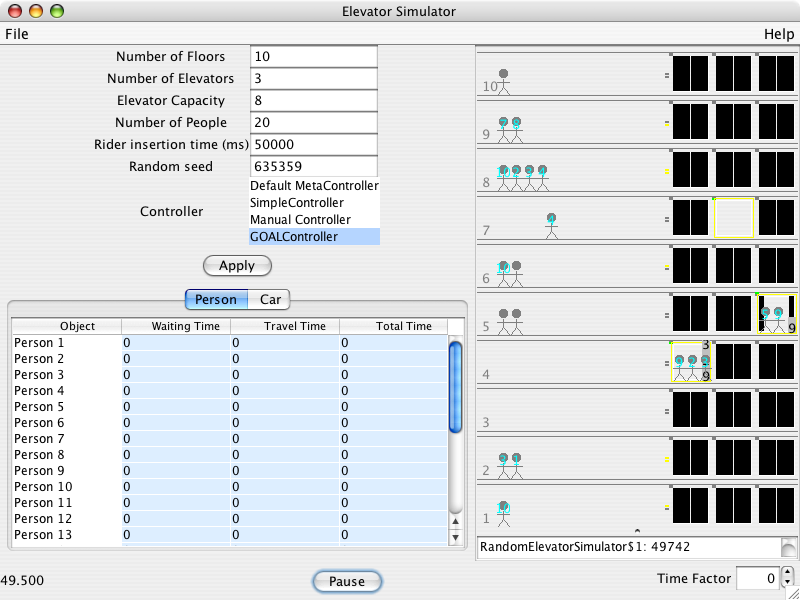 Elevator Simulator
File Help
Number of Floors 10
Number of Elevators 3
Elevator Capacity 8
Number of People 20
Rider insertion time (ms) 50000
Random seed 635359
Controller
Default MetaController
SimpleController
Manual Controller
GOALController
Apply
Person Car
Object Waiting Time Travel Time Total Time
Person 1 0 0 0
Person 2 0 0 0
Person 3 0 0 0
Person 4 0 0 0
Person 5 0 0 0
Person 6 0 0 0
Person 7 0 0 0
Person 8 0 0 0
Person 9 0 0 0
Person 10 0 0 0
Person 11 0 0 0
Person 12 0 0 0
Person 13 0 0 0
49.500
Pause
10
9
8
7
6
5 9
4 3 9
3
2
1
RandomElevatorSimulator$1: 49742
Time Factor 0